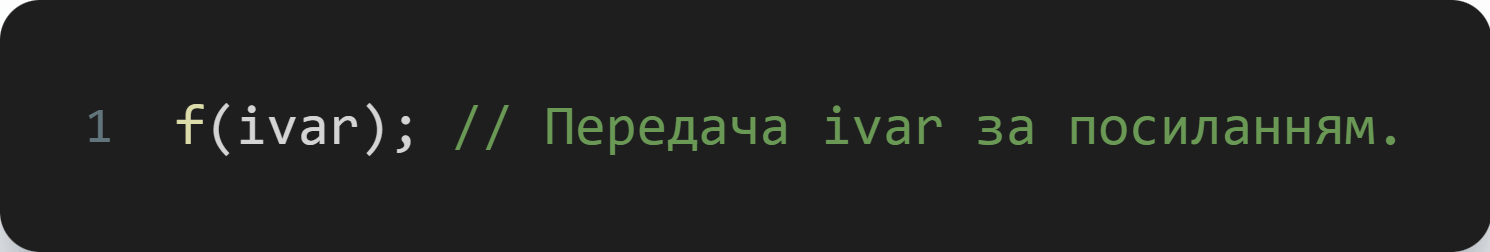 1 f(ivar); // Передача ivar за посиланням.